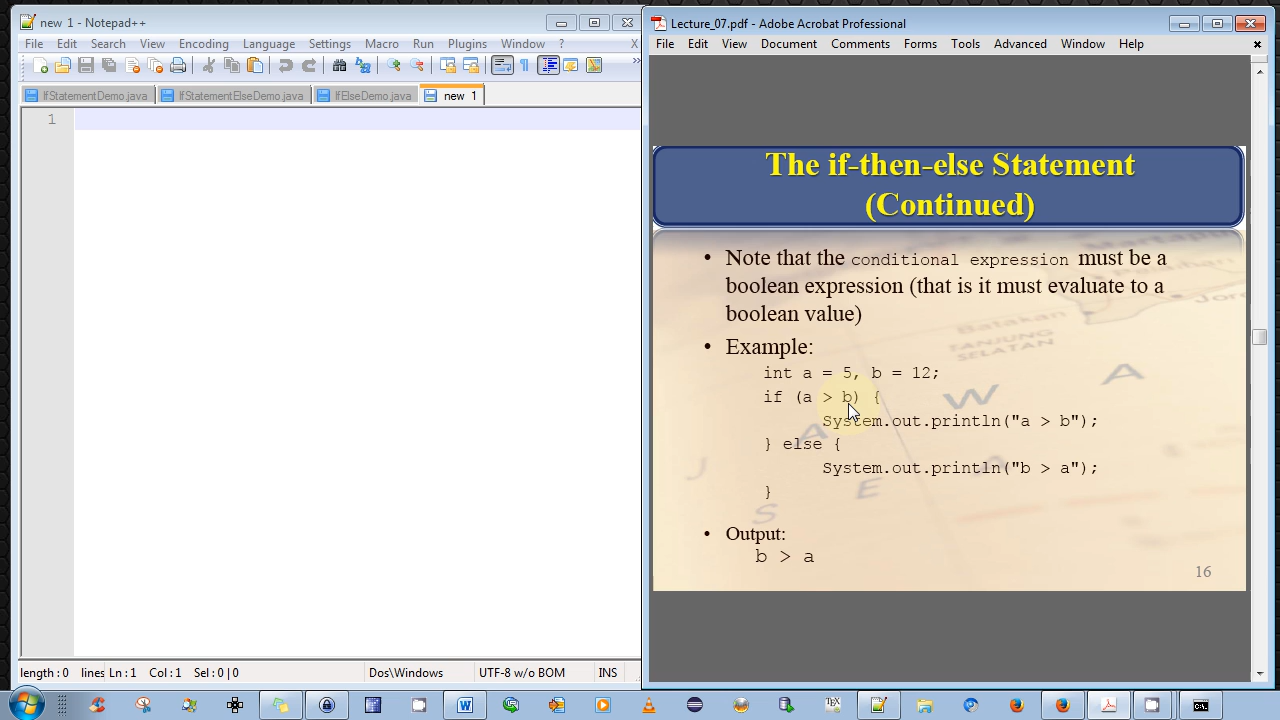 new 1 - Notepad++
File Edit Search View Encoding Language Settings Macro Run Plugins Window ? X
IfStatementDemo.java IfStatementElseDemo.java IfElseDemo.java new 1
1
length : 0 lines Ln : 1 Col : 1 Sel : 0 | 0 Dos\Windows UTF-8 w/o BOM INS
Lecture_07.pdf - Adobe Acrobat Professional
File Edit View Document Comments Forms Tools Advanced Window Help
The if-then-else Statement
(Continued)
• Note that the conditional expression must be a
boolean expression (that is it must evaluate to a
boolean value)
• Example:
int a = 5, b = 12;
if (a > b) {
System.out.println("a > b");
} else {
System.out.println("b > a");
}
• Output:
b > a
16